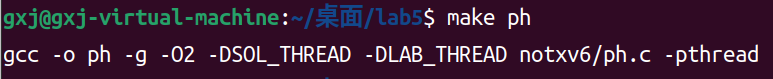 gxj@gxj-virtual-machine:~/桌面/lab5$ make ph
gcc -o ph -g -O2 -DSOL_THREAD -DLAB_THREAD notxv6/ph.c -pthread